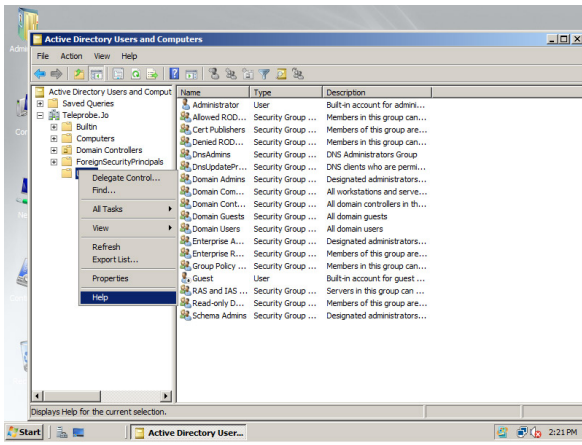 Active Directory Users and Computers
File Action View Help
Active Directory Users and Comput
Name Type Description
Saved Queries
Teleprobe.Jo
Builtin
Computers
Domain Controllers
ForeignSecurityPrincipals
Delegate Control...
Find...
All Tasks
View
Refresh
Export List...
Properties
Help
Administrator User Built-in account for admini...
Allowed ROD... Security Group ... Members in this group can...
Cert Publishers Security Group ... Members of this group are...
Denied ROD... Security Group ... Members in this group can...
DnsAdmins Security Group ... DNS Administrators Group
DnsUpdatePr... Security Group ... DNS clients who are permi...
Domain Admins Security Group ... Designated administrators...
Domain Com... Security Group ... All workstations and serve...
Domain Cont... Security Group ... All domain controllers in th...
Domain Guests Security Group ... All domain guests
Domain Users Security Group ... All domain users
Enterprise A... Security Group ... Designated administrators...
Enterprise R... Security Group ... Members of this group are...
Group Policy ... Security Group ... Members in this group can...
Guest User Built-in account for guest ...
RAS and IAS ... Security Group ... Servers in this group can ...
Read-only D... Security Group ... Members of this group are...
Schema Admins Security Group ... Designated administrators...
Displays Help for the current selection.
Start
Active Directory User...
2:21 PM